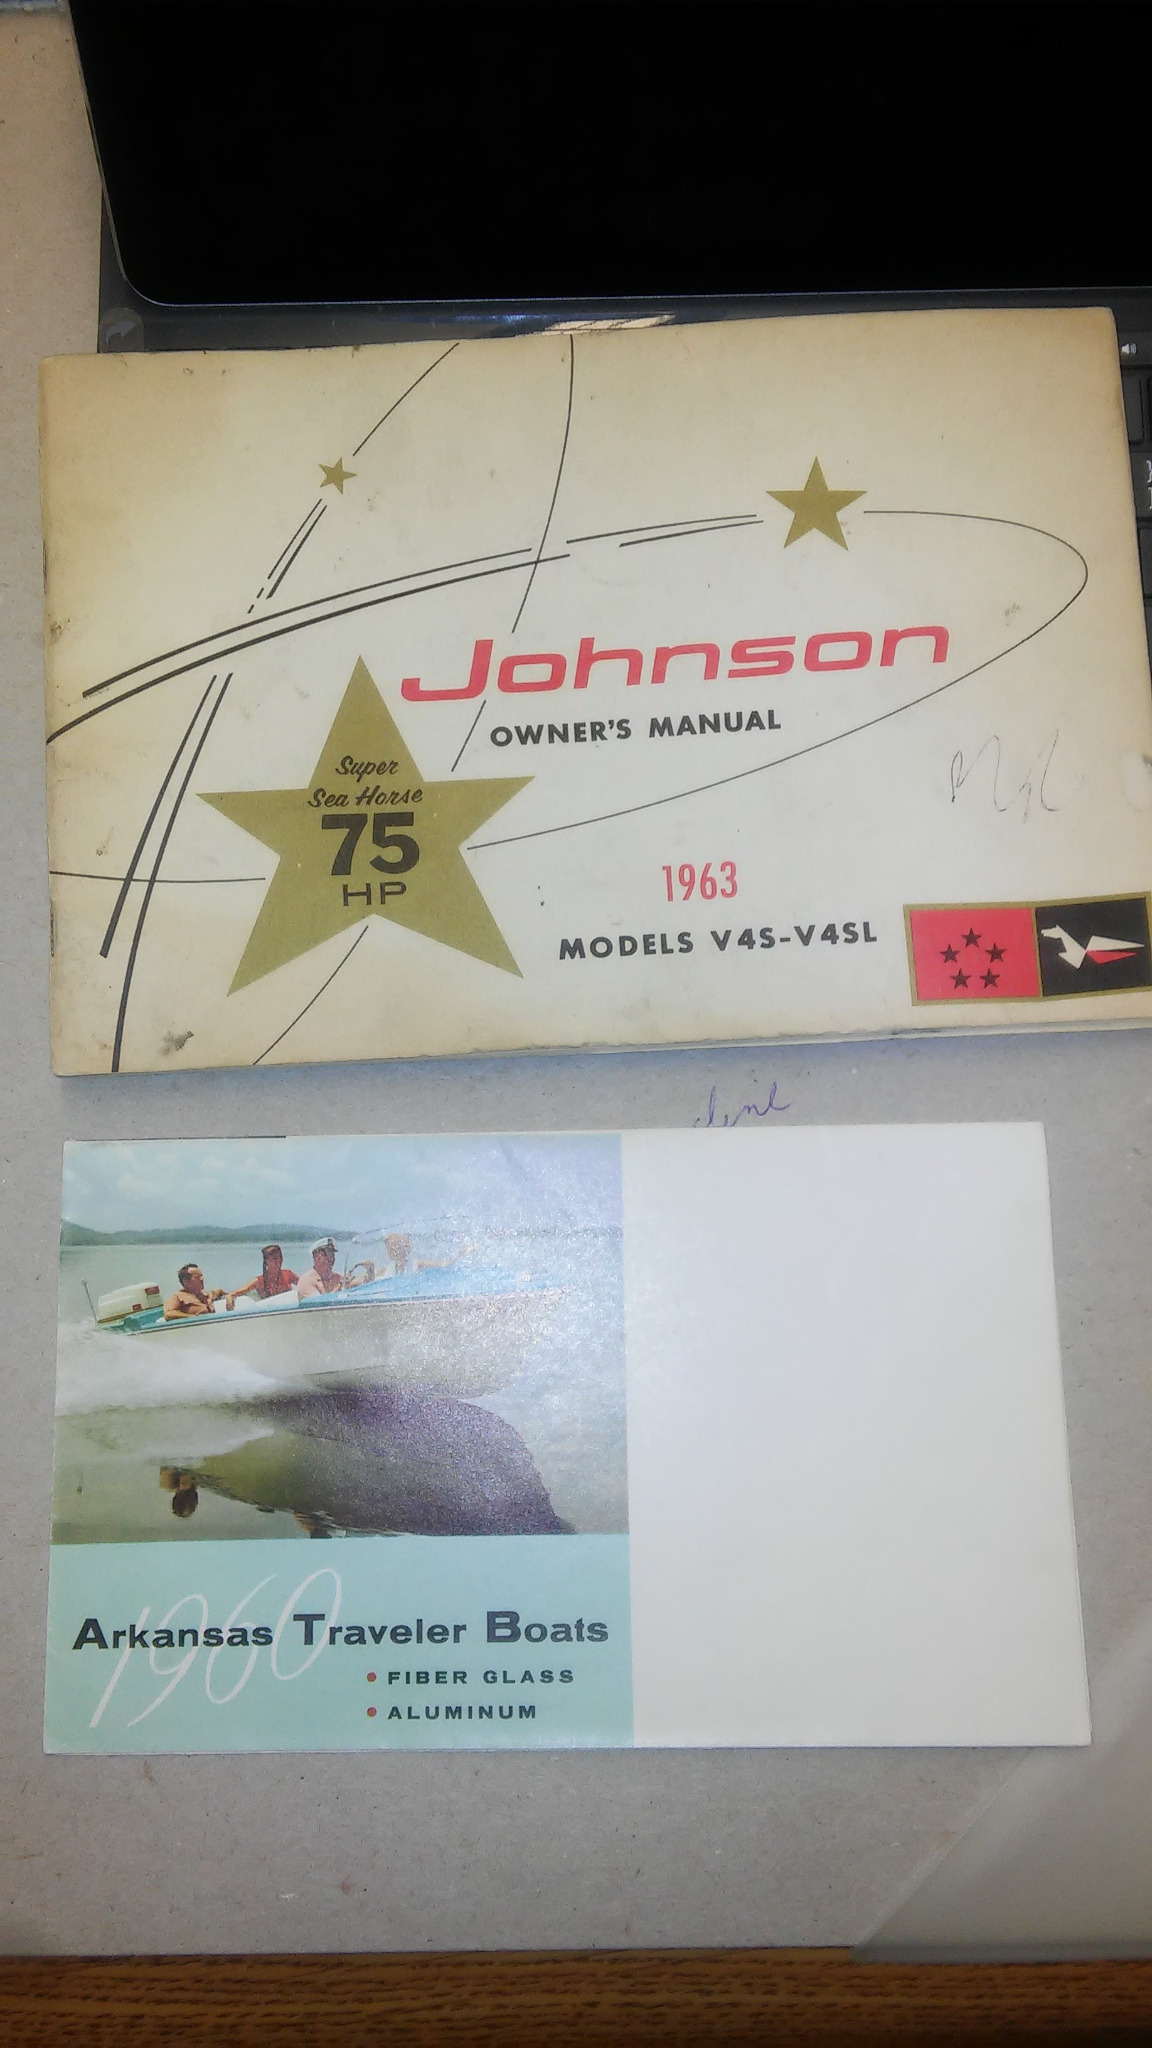 Johnson
OWNER'S MANUAL
Super
Sea Horse
75
HP
1963
MODELS V4S-V4SL
1960
Arkansas Traveler Boats
• FIBER GLASS
• ALUMINUM